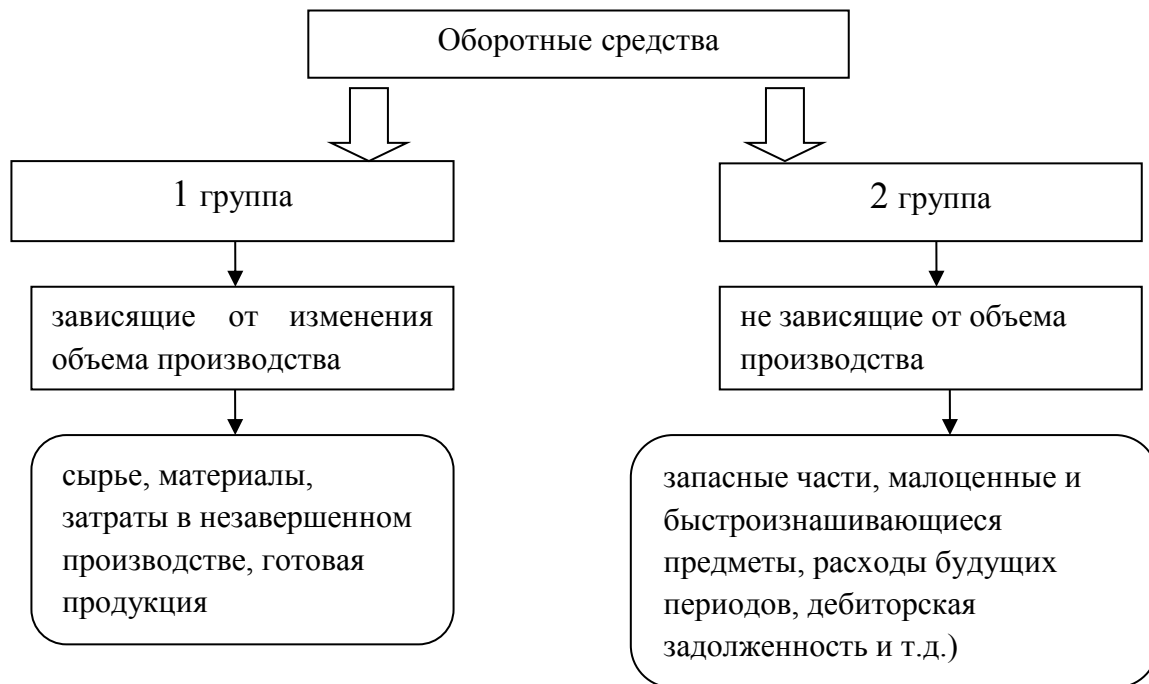 Оборотные средства
1 группа
2 группа
зависящие от изменения
объема производства
не зависящие от объема
производства
сырье, материалы,
затраты в незавершенном
производстве, готовая
продукция
запасные части, малоценные и
быстроизнашивающиеся
предметы, расходы будущих
периодов, дебиторская
задолженность и т.д.)